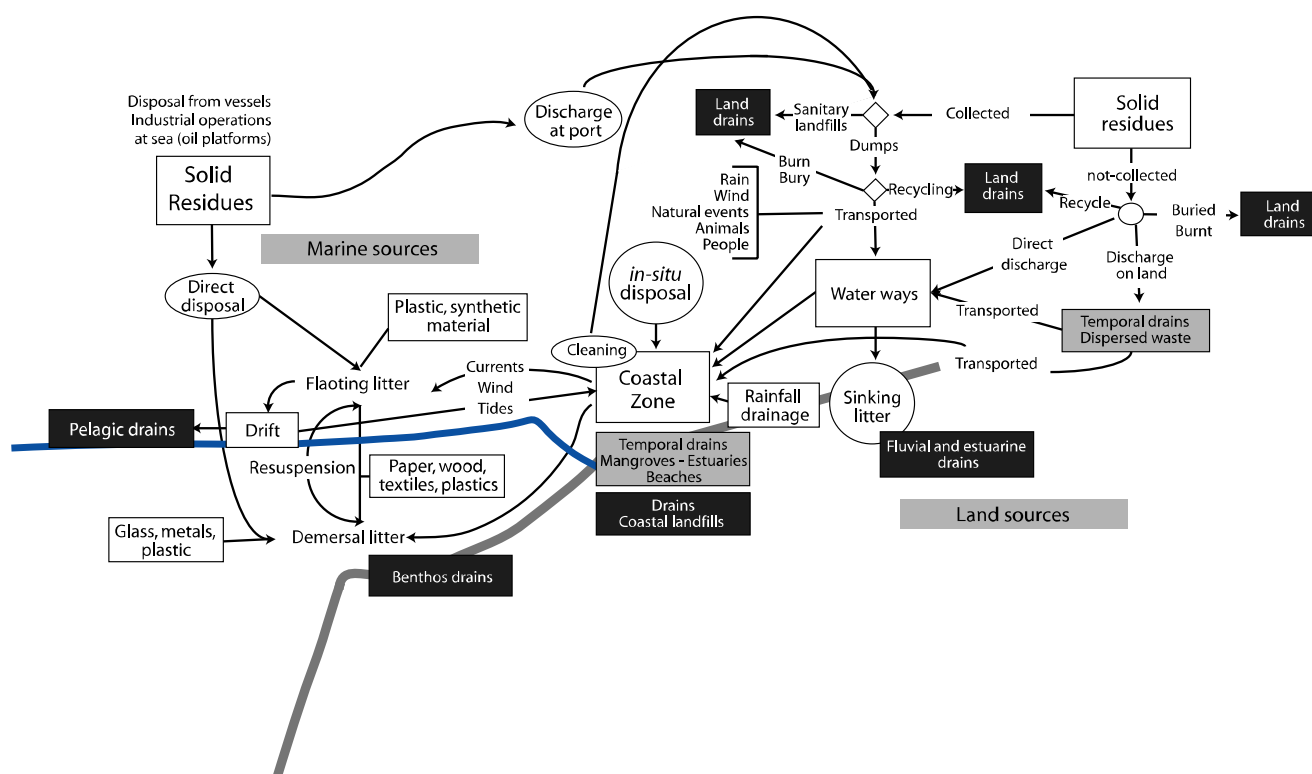 Disposal from vessels
Industrial operations
at sea (oil platforms)
Solid
Residues
Discharge
at port
Land
drains
Sanitary
landfills
Collected
Solid
residues
Dumps
Burn
Bury
Recycling
Land
drains
not-collected
Recycle
Buried
Burnt
Land
drains
Rain
Wind
Natural events
Animals
People
Transported
Direct
discharge
Discharge
on land
Marine sources
in-situ
disposal
Water ways
Direct
disposal
Plastic, synthetic
material
Transported
Temporal drains
Dispersed waste
Cleaning
Currents
Wind
Tides
Coastal
Zone
Transported
Flaoting litter
Rainfall
drainage
Sinking
litter
Pelagic drains
Drift
Resuspension
Paper, wood,
textiles, plastics
Temporal drains
Mangroves - Estuaries
Beaches
Fluvial and estuarine
drains
Drains
Coastal landfills
Land sources
Glass, metals,
plastic
Demersal litter
Benthos drains